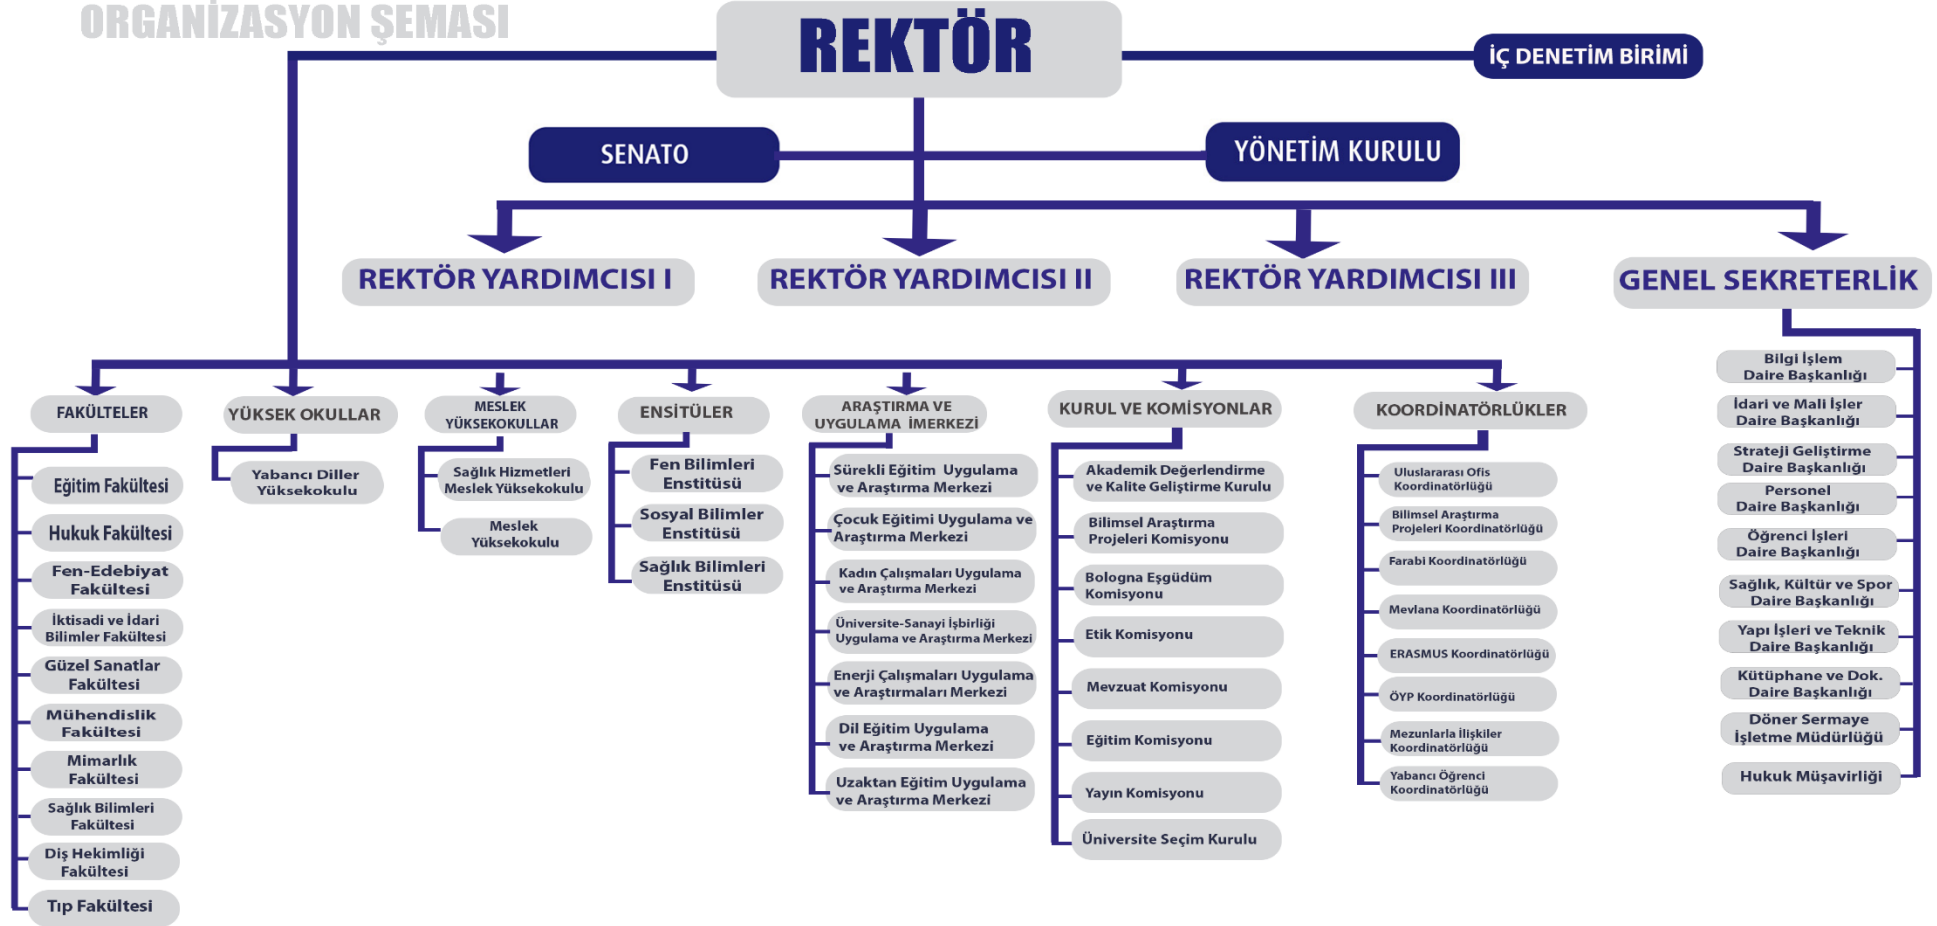 ORGANİZASYON ŞEMASI
REKTÖR
İÇ DENETİM BİRİMİ
SENATO
YÖNETİM KURULU
REKTÖR YARDIMCISI I
REKTÖR YARDIMCISI II
REKTÖR YARDIMCISI III
GENEL SEKRETERLİK
FAKÜLTELER
Eğitim Fakültesi
Hukuk Fakültesi
Fen-Edebiyat
Fakültesi
İktisadi ve İdari
Bilimler Fakültesi
Güzel Sanatlar
Fakültesi
Mühendislik
Fakültesi
Mimarlık
Fakültesi
Sağlık Bilimleri
Fakültesi
Diş Hekimliği
Fakültesi
Tıp Fakültesi
YÜKSEK OKULLAR
Yabancı Diller
Yüksekokulu
MESLEK
YÜKSEKOKULLAR
Sağlık Hizmetleri
Meslek Yüksekokulu
Meslek
Yüksekokulu
ENSİTÜLER
Fen Bilimleri
Enstitüsü
Sosyal Bilimler
Enstitüsü
Sağlık Bilimleri
Enstitüsü
ARAŞTIRMA VE
UYGULAMA İMERKEZİ
Sürekli Eğitim Uygulama
ve Araştırma Merkezi
Çocuk Eğitimi Uygulama ve
Araştırma Merkezi
Kadın Çalışmaları Uygulama
ve Araştırma Merkezi
Üniversite-Sanayi İşbirliği
Uygulama ve Araştırma Merkezi
Enerji Çalışmaları Uygulama
ve Araştırmaları Merkezi
Dil Eğitim Uygulama
ve Araştırma Merkezi
Uzaktan Eğitim Uygulama
ve Araştırma Merkezi
KURUL VE KOMİSYONLAR
Akademik Değerlendirme
ve Kalite Geliştirme Kurulu
Bilimsel Araştırma
Projeleri Komisyonu
Bologna Eşgüdüm
Komisyonu
Etik Komisyonu
Mevzuat Komisyonu
Eğitim Komisyonu
Yayın Komisyonu
Üniversite Seçim Kurulu
KOORDİNATÖRLÜKLER
Uluslararası Ofis
Koordinatörlüğü
Bilimsel Araştırma
Projeleri Koordinatörlüğü
Farabi Koordinatörlüğü
Mevlana Koordinatörlüğü
ERASMUS Koordinatörlüğü
ÖYP Koordinatörlüğü
Mezunlarla İlişkiler
Koordinatörlüğü
Yabancı Öğrenci
Koordinatörlüğü
Bilgi İşlem
Daire Başkanlığı
İdari ve Mali İşler
Daire Başkanlığı
Strateji Geliştirme
Daire Başkanlığı
Personel
Daire Başkanlığı
Öğrenci İşleri
Daire Başkanlığı
Sağlık, Kültür ve Spor
Daire Başkanlığı
Yapı İşleri ve Teknik
Daire Başkanlığı
Kütüphane ve Dok.
Daire Başkanlığı
Döner Sermaye
İşletme Müdürlüğü
Hukuk Müşavirliği